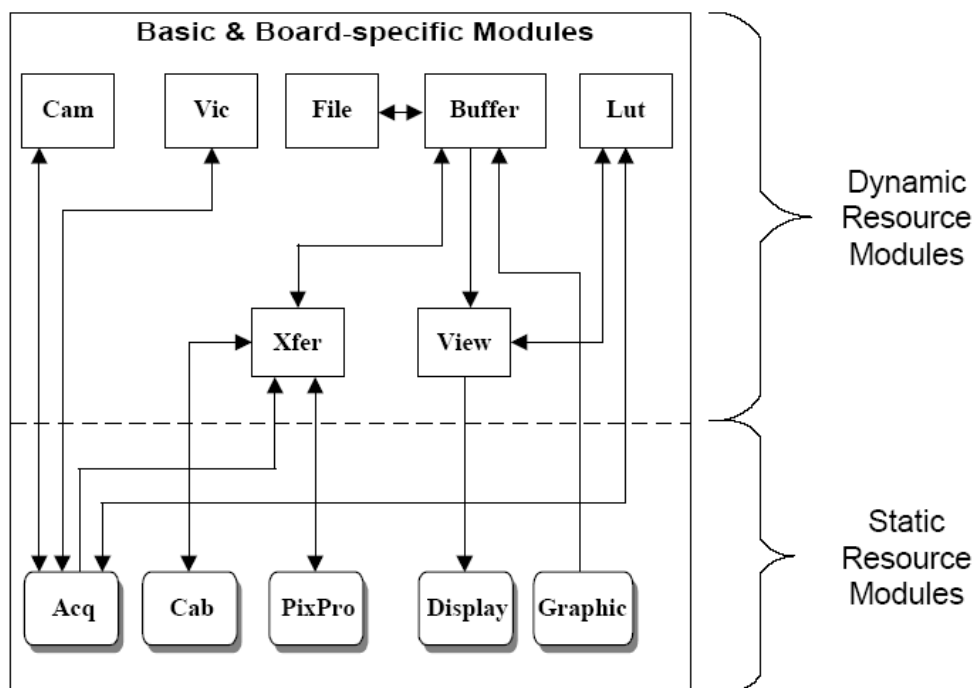 Basic & Board-specific Modules
Cam
Vic
File
Buffer
Lut
Dynamic
Resource
Modules
Xfer
View
Static
Resource
Modules
Acq
Cab
PixPro
Display
Graphic